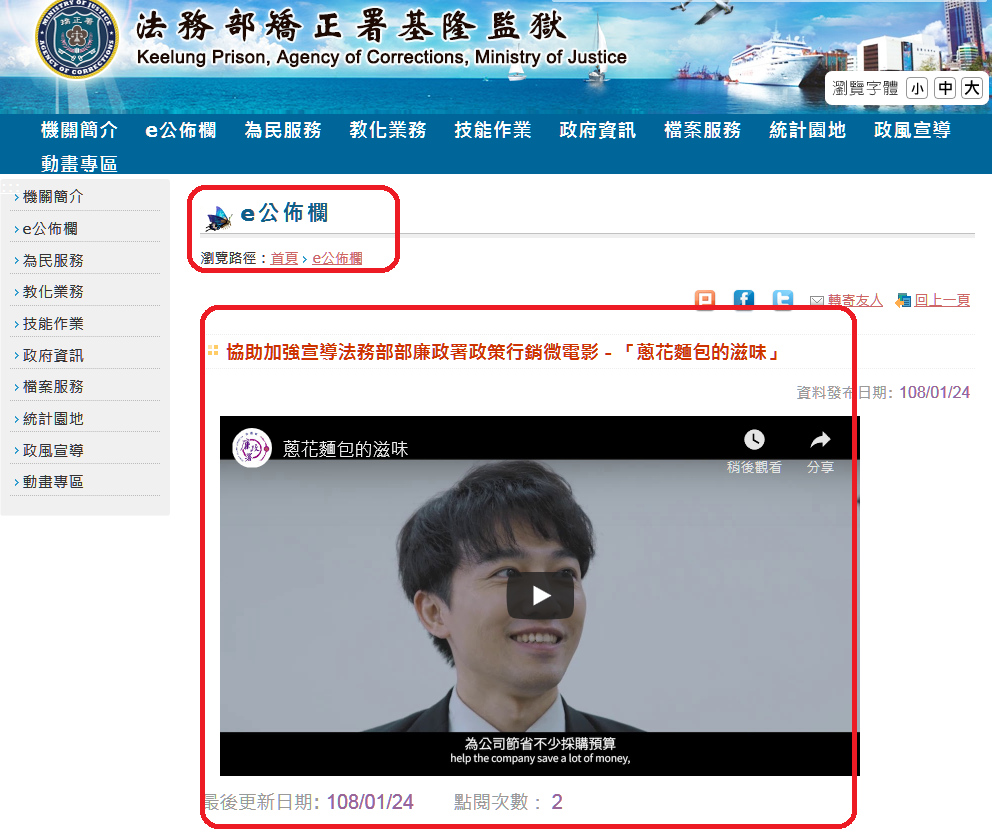 MINISTRY OF JUSTICE
矯正署
AGENCY OF CORRECTIONS
法務部矯正署基隆監獄
Keelung Prison, Agency of Corrections, Ministry of Justice
瀏覽字體 小 中 大
機關簡介 e公佈欄 為民服務 教化業務 技能作業 政府資訊 檔案服務 統計園地 政風宣導
動畫專區
機關簡介
e公佈欄
為民服務
教化業務
技能作業
政府資訊
檔案服務
統計園地
政風宣導
動畫專區
e公佈欄
瀏覽路徑：首頁 › e公佈欄
轉寄友人 回上一頁
協助加強宣導法務部部廉政署政策行銷微電影－「蔥花麵包的滋味」
資料發布日期: 108/01/24
蔥花麵包的滋味
稍後觀看 分享
為公司節省不少採購預算
help the company save a lot of money,
最後更新日期: 108/01/24 點閱次數： 2